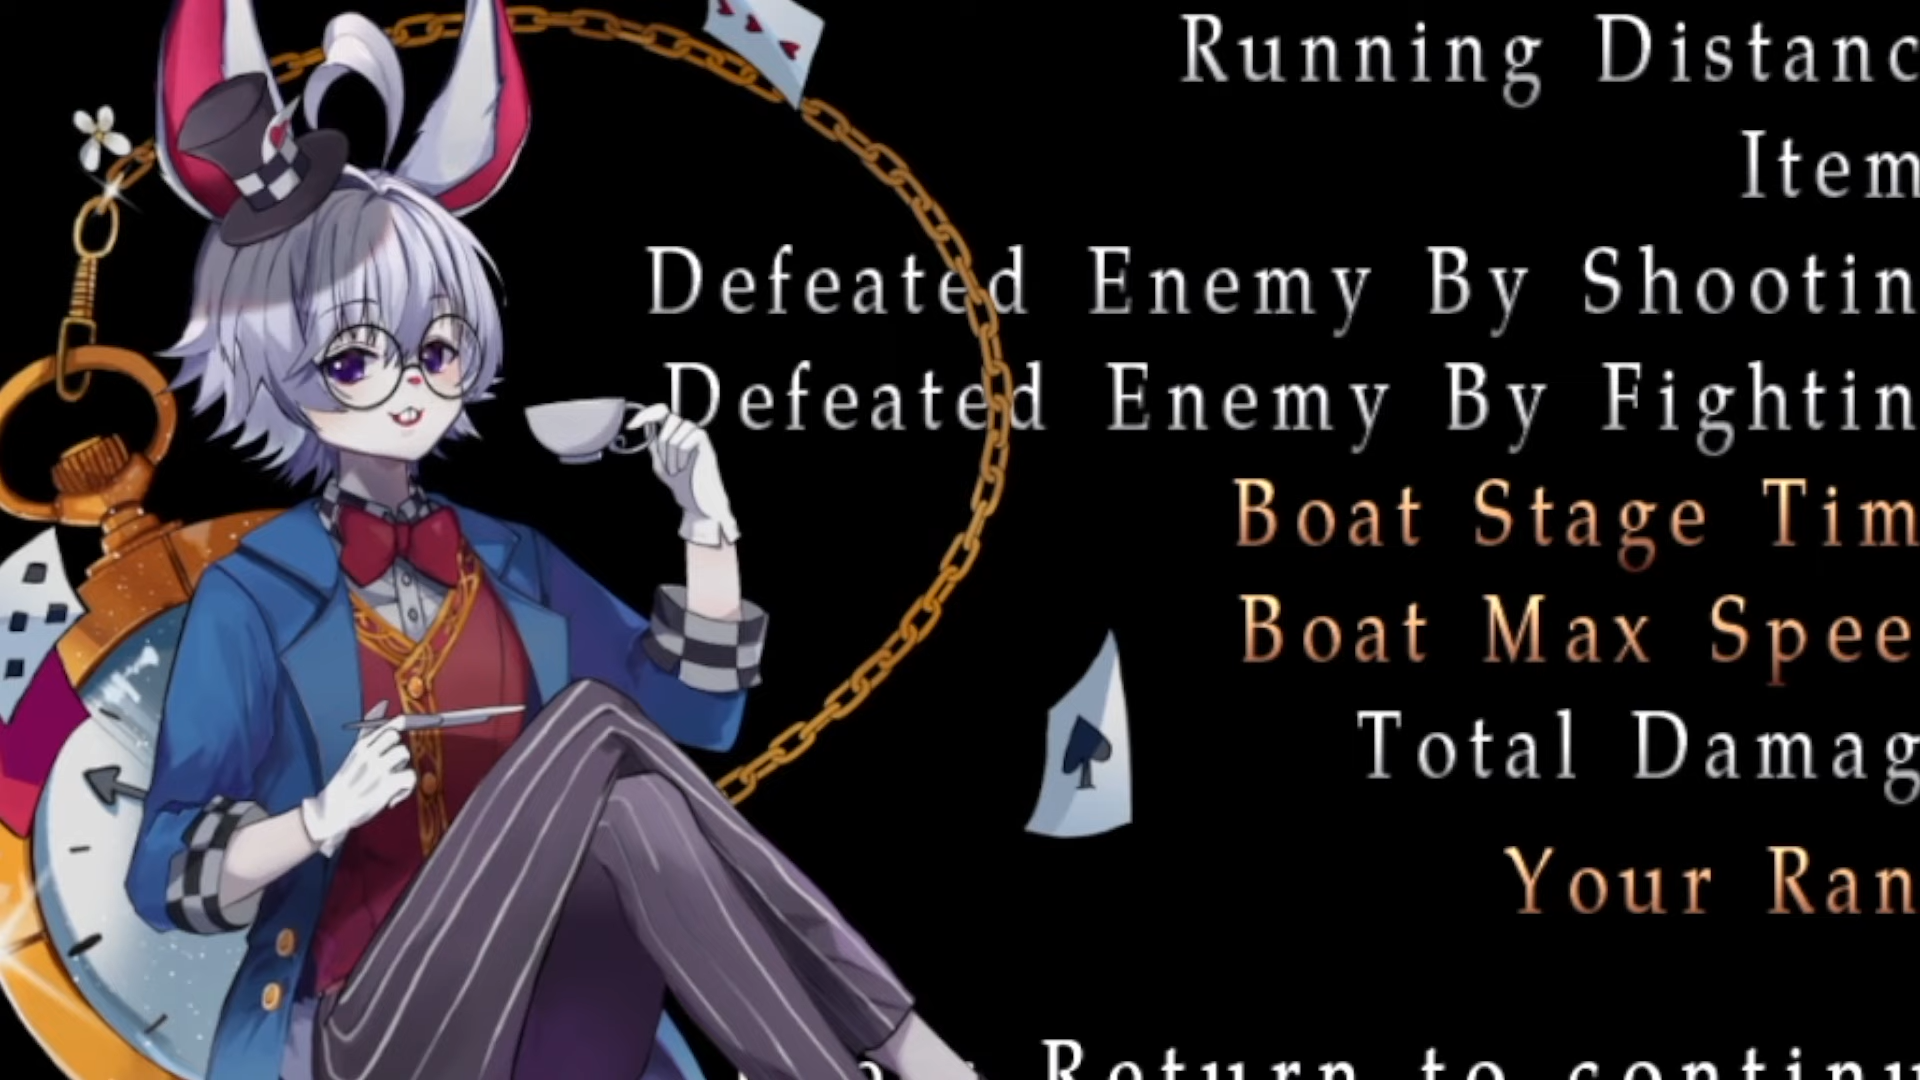 Running Distanc
Item
Defeated Enemy By Shootin
Defeated Enemy By Fightin
Boat Stage Tim
Boat Max Spee
Total Damag
Your Ran
Return to continu